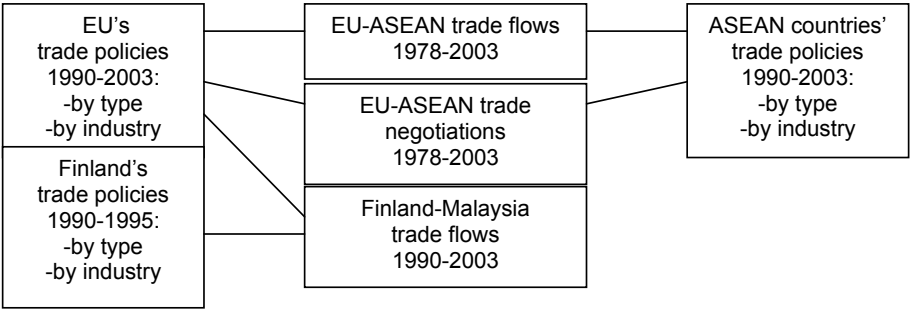 EU's
trade policies
1990-2003:
-by type
-by industry
Finland's
trade policies
1990-1995:
-by type
-by industry
EU-ASEAN trade flows
1978-2003
EU-ASEAN trade
negotiations
1978-2003
Finland-Malaysia
trade flows
1990-2003
ASEAN countries'
trade policies
1990-2003:
-by type
-by industry